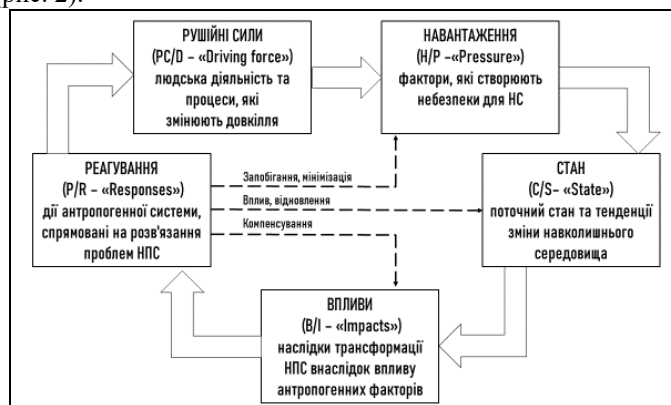 рис. 2).
РУШІЙНІ СИЛИ
(РС/D – «Driving force»)
людська діяльність та
процеси, які
змінюють довкілля
НАВАНТАЖЕННЯ
(Н/Р –«Pressure»)
фактори, які створюють
небезпеки для НС
РЕАГУВАННЯ
(Р/R – «Responses»)
дії антропогенної системи,
спрямовані на розв'язання
проблем НПС
Запобігання, мінімізація
Вплив, відновлення
Компенсування
СТАН
(С/S– «State»)
поточний стан та тенденції
зміни навколишнього
середовища
ВПЛИВИ
(В/І – «Impacts»)
наслідки трансформації
НПС внаслідок впливу
антропогенних факторів